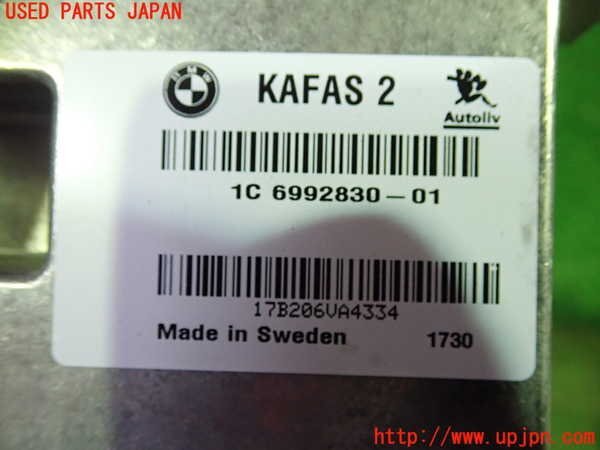 USED PARTS JAPAN
BMW
KAFAS 2
Autoliv
1C 6992830-01
17B206VA4334
Made in Sweden 1730
http://www.upjpn.com